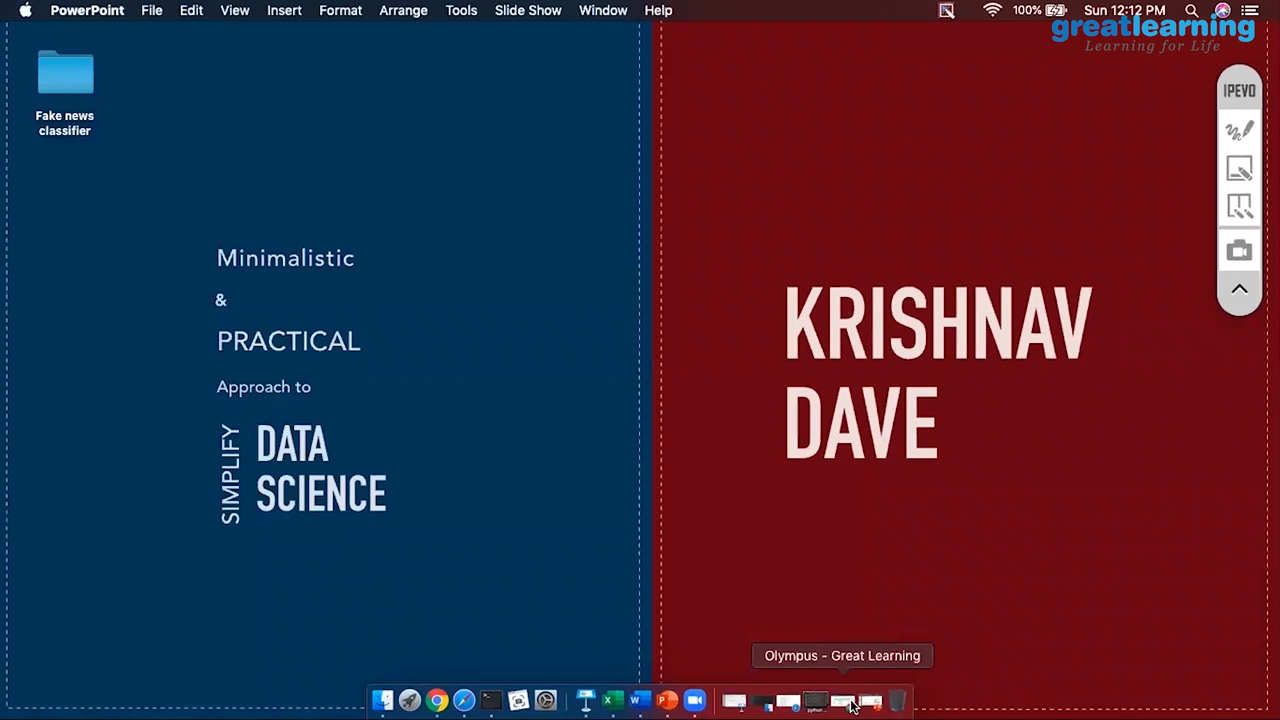 PowerPoint File Edit View Insert Format Arrange Tools Slide Show Window Help 100% Sun 12:12 PM
greatlearning
Learning for Life
IPEVO
Fake news
classifier
Minimalistic
&
PRACTICAL
Approach to
SIMPLIFY
DATA
SCIENCE
KRISHNAV
DAVE
Olympus - Great Learning